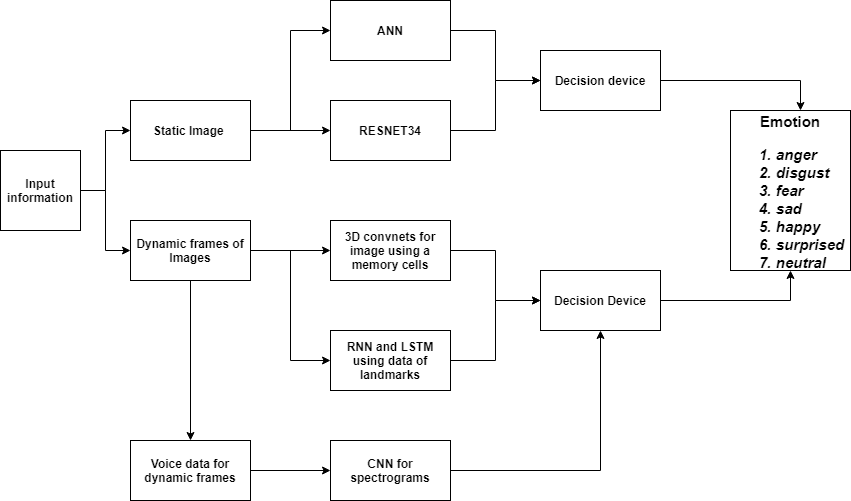 ANN
Decision device
Static Image
RESNET34
Emotion
1. anger
2. disgust
3. fear
4. sad
5. happy
6. surprised
7. neutral
Input
information
Dynamic frames of
Images
3D convnets for
image using a
memory cells
Decision Device
RNN and LSTM
using data of
landmarks
Voice data for
dynamic frames
CNN for
spectrograms